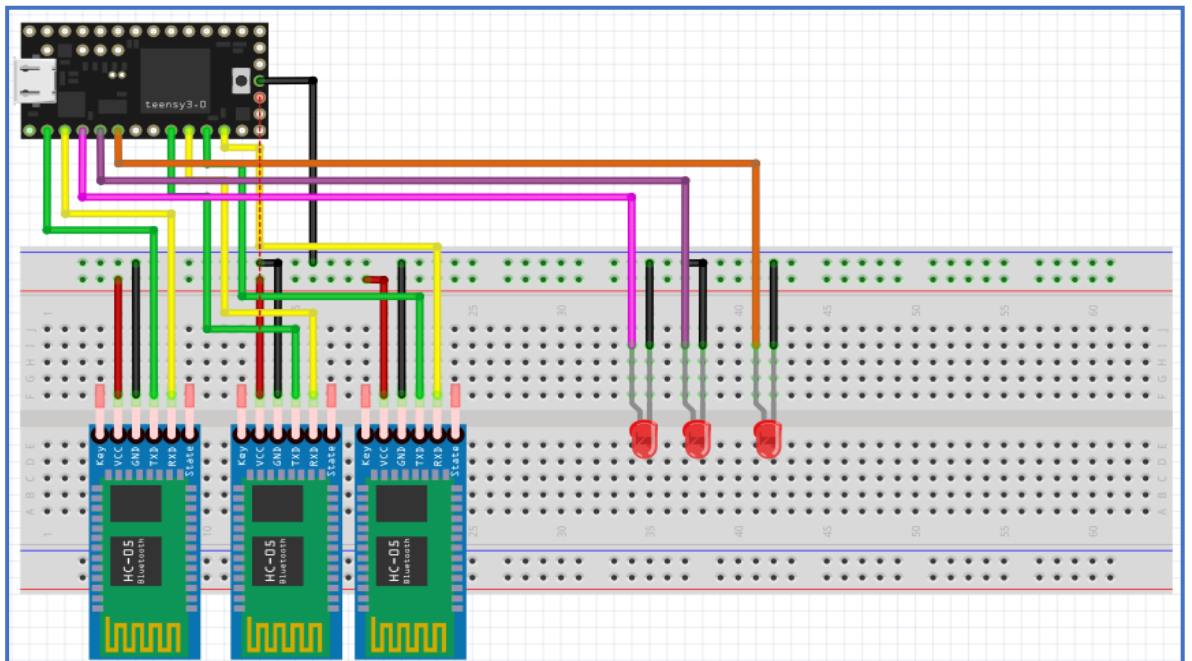 teensy3.0
1
15
25
30
35
40
45
50
55
60
J
J
I
I
H
H
G
G
F
F
Key
VCC
GND
TXD
RXD
State
Key
VCC
GND
TXD
RXD
State
Key
VCC
GND
TXD
RXD
State
E
E
D
D
C
C
B
B
A
A
1
10
25
30
35
40
45
50
55
60
HC-05
Bluetooth
HC-05
Bluetooth
HC-05
Bluetooth